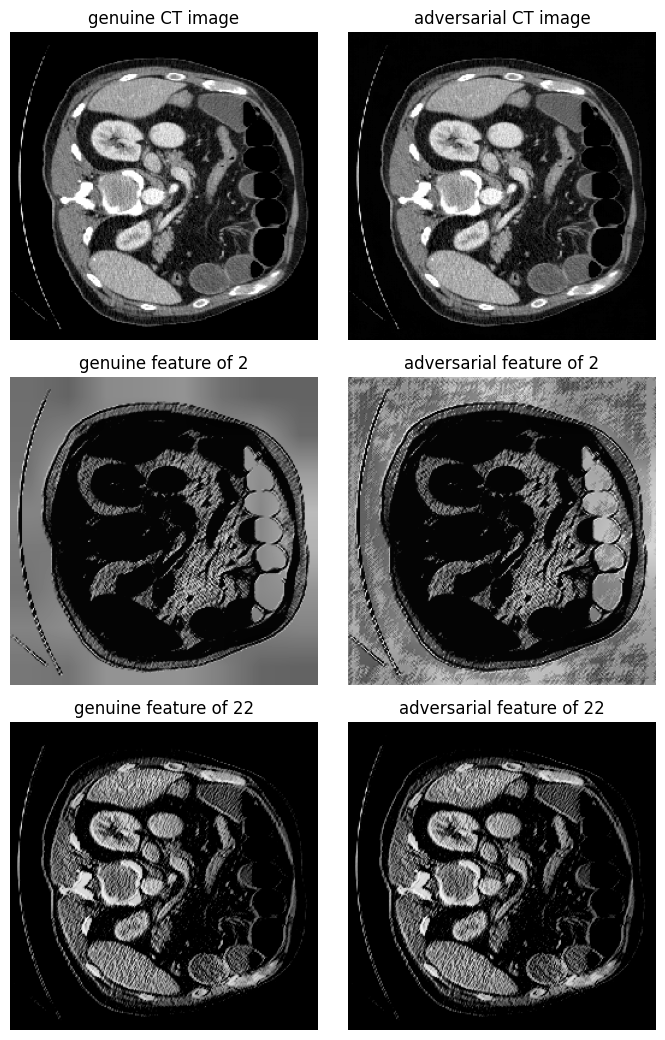 genuine CT image
adversarial CT image
genuine feature of 2
adversarial feature of 2
genuine feature of 22
adversarial feature of 22